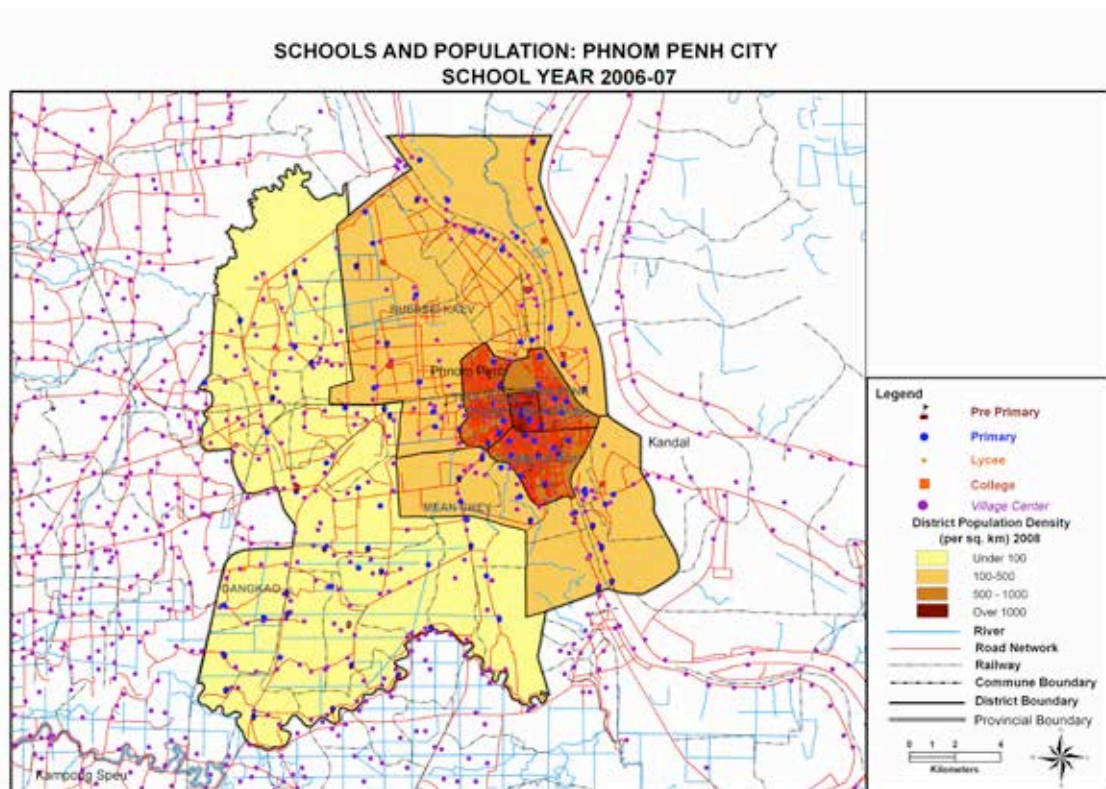 SCHOOLS AND POPULATION: PHNOM PENH CITY
SCHOOL YEAR 2006-07
Phnom Penh
Kandal
MEAN CHEY
DANGKAO
Kampong Speu
Legend
Pre Primary
Primary
Lycee
College
Village Center
District Population Density
(per sq. km) 2008
Under 100
100-500
500 - 1000
Over 1000
River
Road Network
Railway
Commune Boundary
District Boundary
Provincial Boundary
0 1 2 4
Kilometers